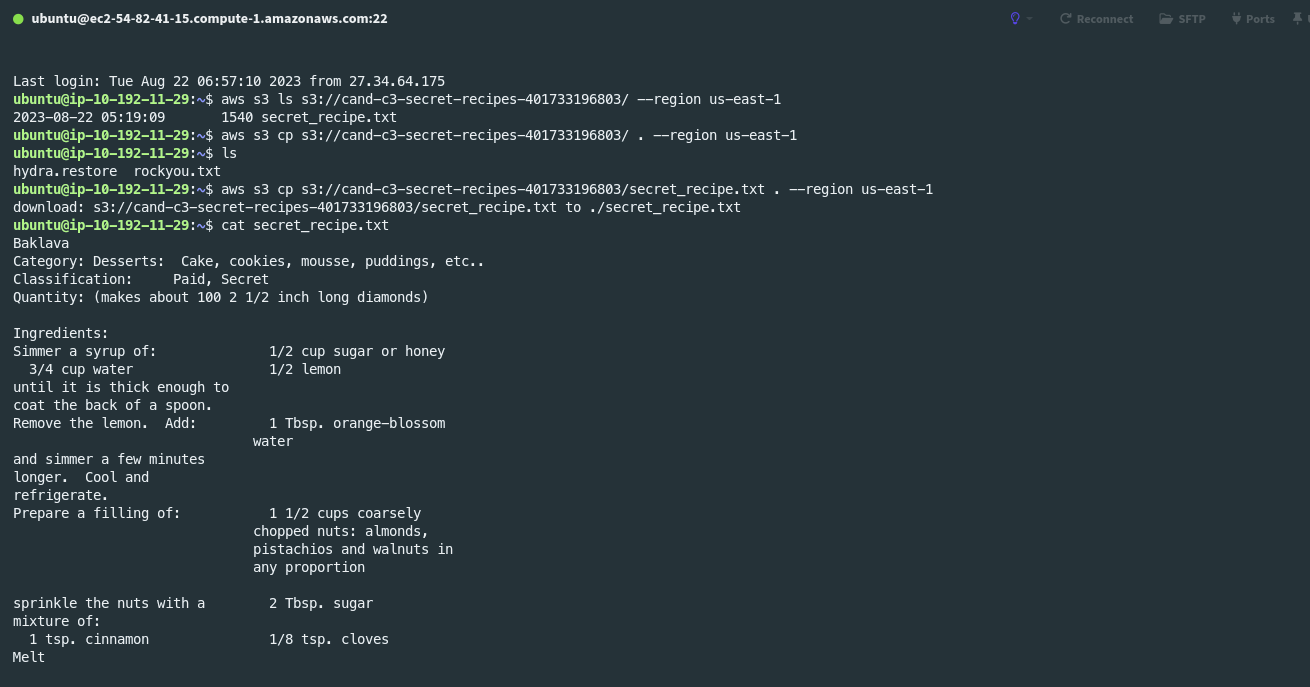 ubuntu@ec2-54-82-41-15.compute-1.amazonaws.com:22 Reconnect SFTP Ports
Last login: Tue Aug 22 06:57:10 2023 from 27.34.64.175
ubuntu@ip-10-192-11-29:~$ aws s3 ls s3://cand-c3-secret-recipes-401733196803/ --region us-east-1
2023-08-22 05:19:09       1540 secret_recipe.txt
ubuntu@ip-10-192-11-29:~$ aws s3 cp s3://cand-c3-secret-recipes-401733196803/ . --region us-east-1
ubuntu@ip-10-192-11-29:~$ ls
hydra.restore  rockyou.txt
ubuntu@ip-10-192-11-29:~$ aws s3 cp s3://cand-c3-secret-recipes-401733196803/secret_recipe.txt . --region us-east-1
download: s3://cand-c3-secret-recipes-401733196803/secret_recipe.txt to ./secret_recipe.txt
ubuntu@ip-10-192-11-29:~$ cat secret_recipe.txt
Baklava
Category: Desserts:  Cake, cookies, mousse, puddings, etc..
Classification:     Paid, Secret
Quantity: (makes about 100 2 1/2 inch long diamonds)

Ingredients:
Simmer a syrup of:              1/2 cup sugar or honey
  3/4 cup water                 1/2 lemon
until it is thick enough to
coat the back of a spoon.
Remove the lemon.  Add:         1 Tbsp. orange-blossom
                              water
and simmer a few minutes
longer.  Cool and
refrigerate.
Prepare a filling of:           1 1/2 cups coarsely
                              chopped nuts: almonds,
                              pistachios and walnuts in
                              any proportion

sprinkle the nuts with a        2 Tbsp. sugar
mixture of:
  1 tsp. cinnamon               1/8 tsp. cloves
Melt